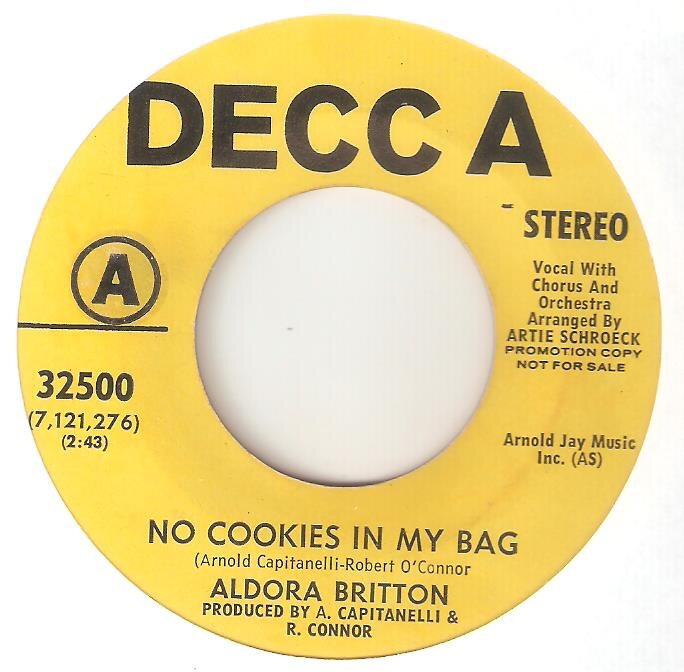 DECCA
STEREO
Vocal With
Chorus And
Orchestra
Arranged By
ARTIE SCHROECK
PROMOTION COPY
NOT FOR SALE
A
32500
(7,121,276)
(2:43)
Arnold Jay Music
Inc. (AS)
NO COOKIES IN MY BAG
(Arnold Capitanelli-Robert O'Connor
ALDORA BRITTON
PRODUCED BY A. CAPITANELLI &
R. CONNOR